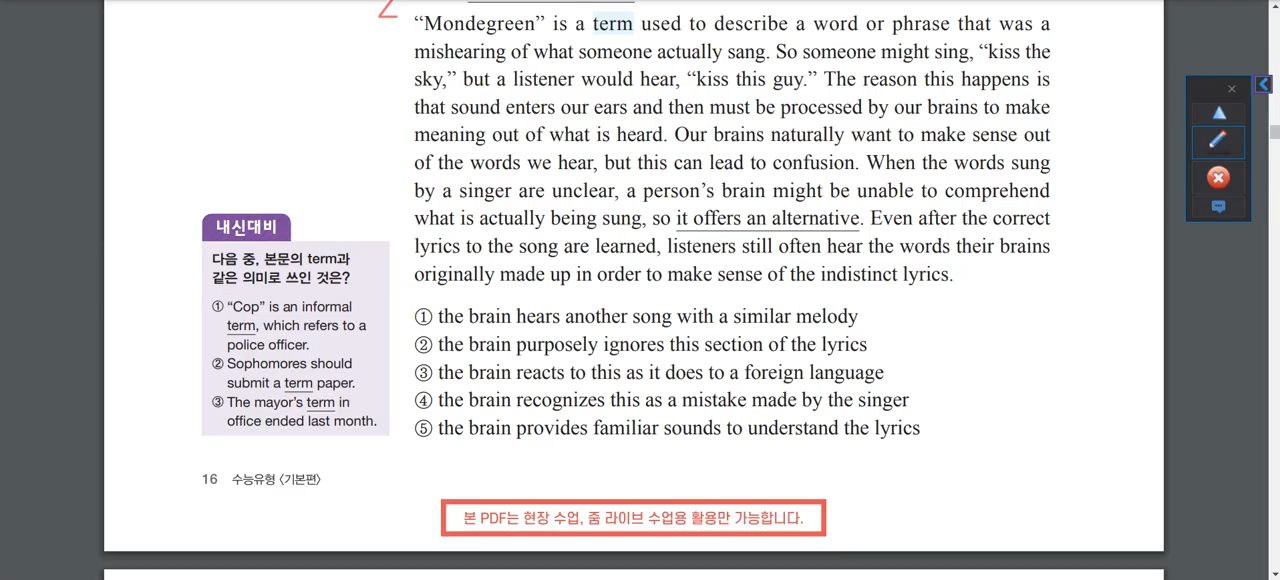 “Mondegreen” is a term used to describe a word or phrase that was a
mishearing of what someone actually sang. So someone might sing, “kiss the
sky,” but a listener would hear, “kiss this guy.” The reason this happens is
that sound enters our ears and then must be processed by our brains to make
meaning out of what is heard. Our brains naturally want to make sense out
of the words we hear, but this can lead to confusion. When the words sung
by a singer are unclear, a person’s brain might be unable to comprehend
what is actually being sung, so it offers an alternative. Even after the correct
lyrics to the song are learned, listeners still often hear the words their brains
originally made up in order to make sense of the indistinct lyrics.
① the brain hears another song with a similar melody
② the brain purposely ignores this section of the lyrics
③ the brain reacts to this as it does to a foreign language
④ the brain recognizes this as a mistake made by the singer
⑤ the brain provides familiar sounds to understand the lyrics
내신대비
다음 중, 본문의 term과
같은 의미로 쓰인 것은?
① “Cop” is an informal
term, which refers to a
police officer.
② Sophomores should
submit a term paper.
③ The mayor’s term in
office ended last month.
16 수능유형 〈기본편〉
본 PDF는 현장 수업, 줌 라이브 수업용 활용만 가능합니다.